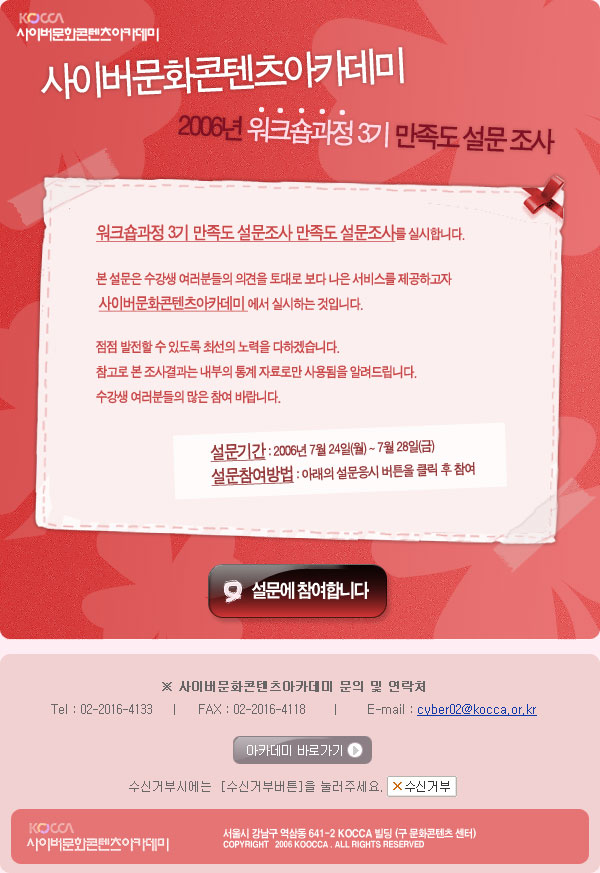 KOCCA
사이버문화콘텐츠아카데미
사이버문화콘텐츠아카데미
2006년 워크숍과정 3기 만족도 설문 조사
워크숍과정 3기 만족도 설문조사 만족도 설문조사를 실시합니다.
본 설문은 수강생 여러분들의 의견을 토대로 보다 나은 서비스를 제공하고자
사이버문화콘텐츠아카데미 에서 실시하는 것입니다.
점점 발전할 수 있도록 최선의 노력을 다하겠습니다.
참고로 본 조사결과는 내부의 통계 자료로만 사용됨을 알려드립니다.
수강생 여러분들의 많은 참여 바랍니다.
설문기간 : 2006년 7월 24일(월) ~ 7월 28일(금)
설문참여방법 : 아래의 설문응시 버튼을 클릭 후 참여
설문에 참여합니다
※ 사이버문화콘텐츠아카데미 문의 및 연락처
Tel : 02-2016-4133 | FAX : 02-2016-4118 | E-mail : cyber02@kocca.or.kr
아카데미 바로가기
수신거부시에는 [수신거부버튼]을 눌러주세요. 수신거부
KOCCA
사이버문화콘텐츠아카데미
서울시 강남구 역삼동 641-2 KOCCA 빌딩 (구 문화콘텐츠 센터)
COPYRIGHT 2006 KOOCCA . ALL RIGHTS RESERVED